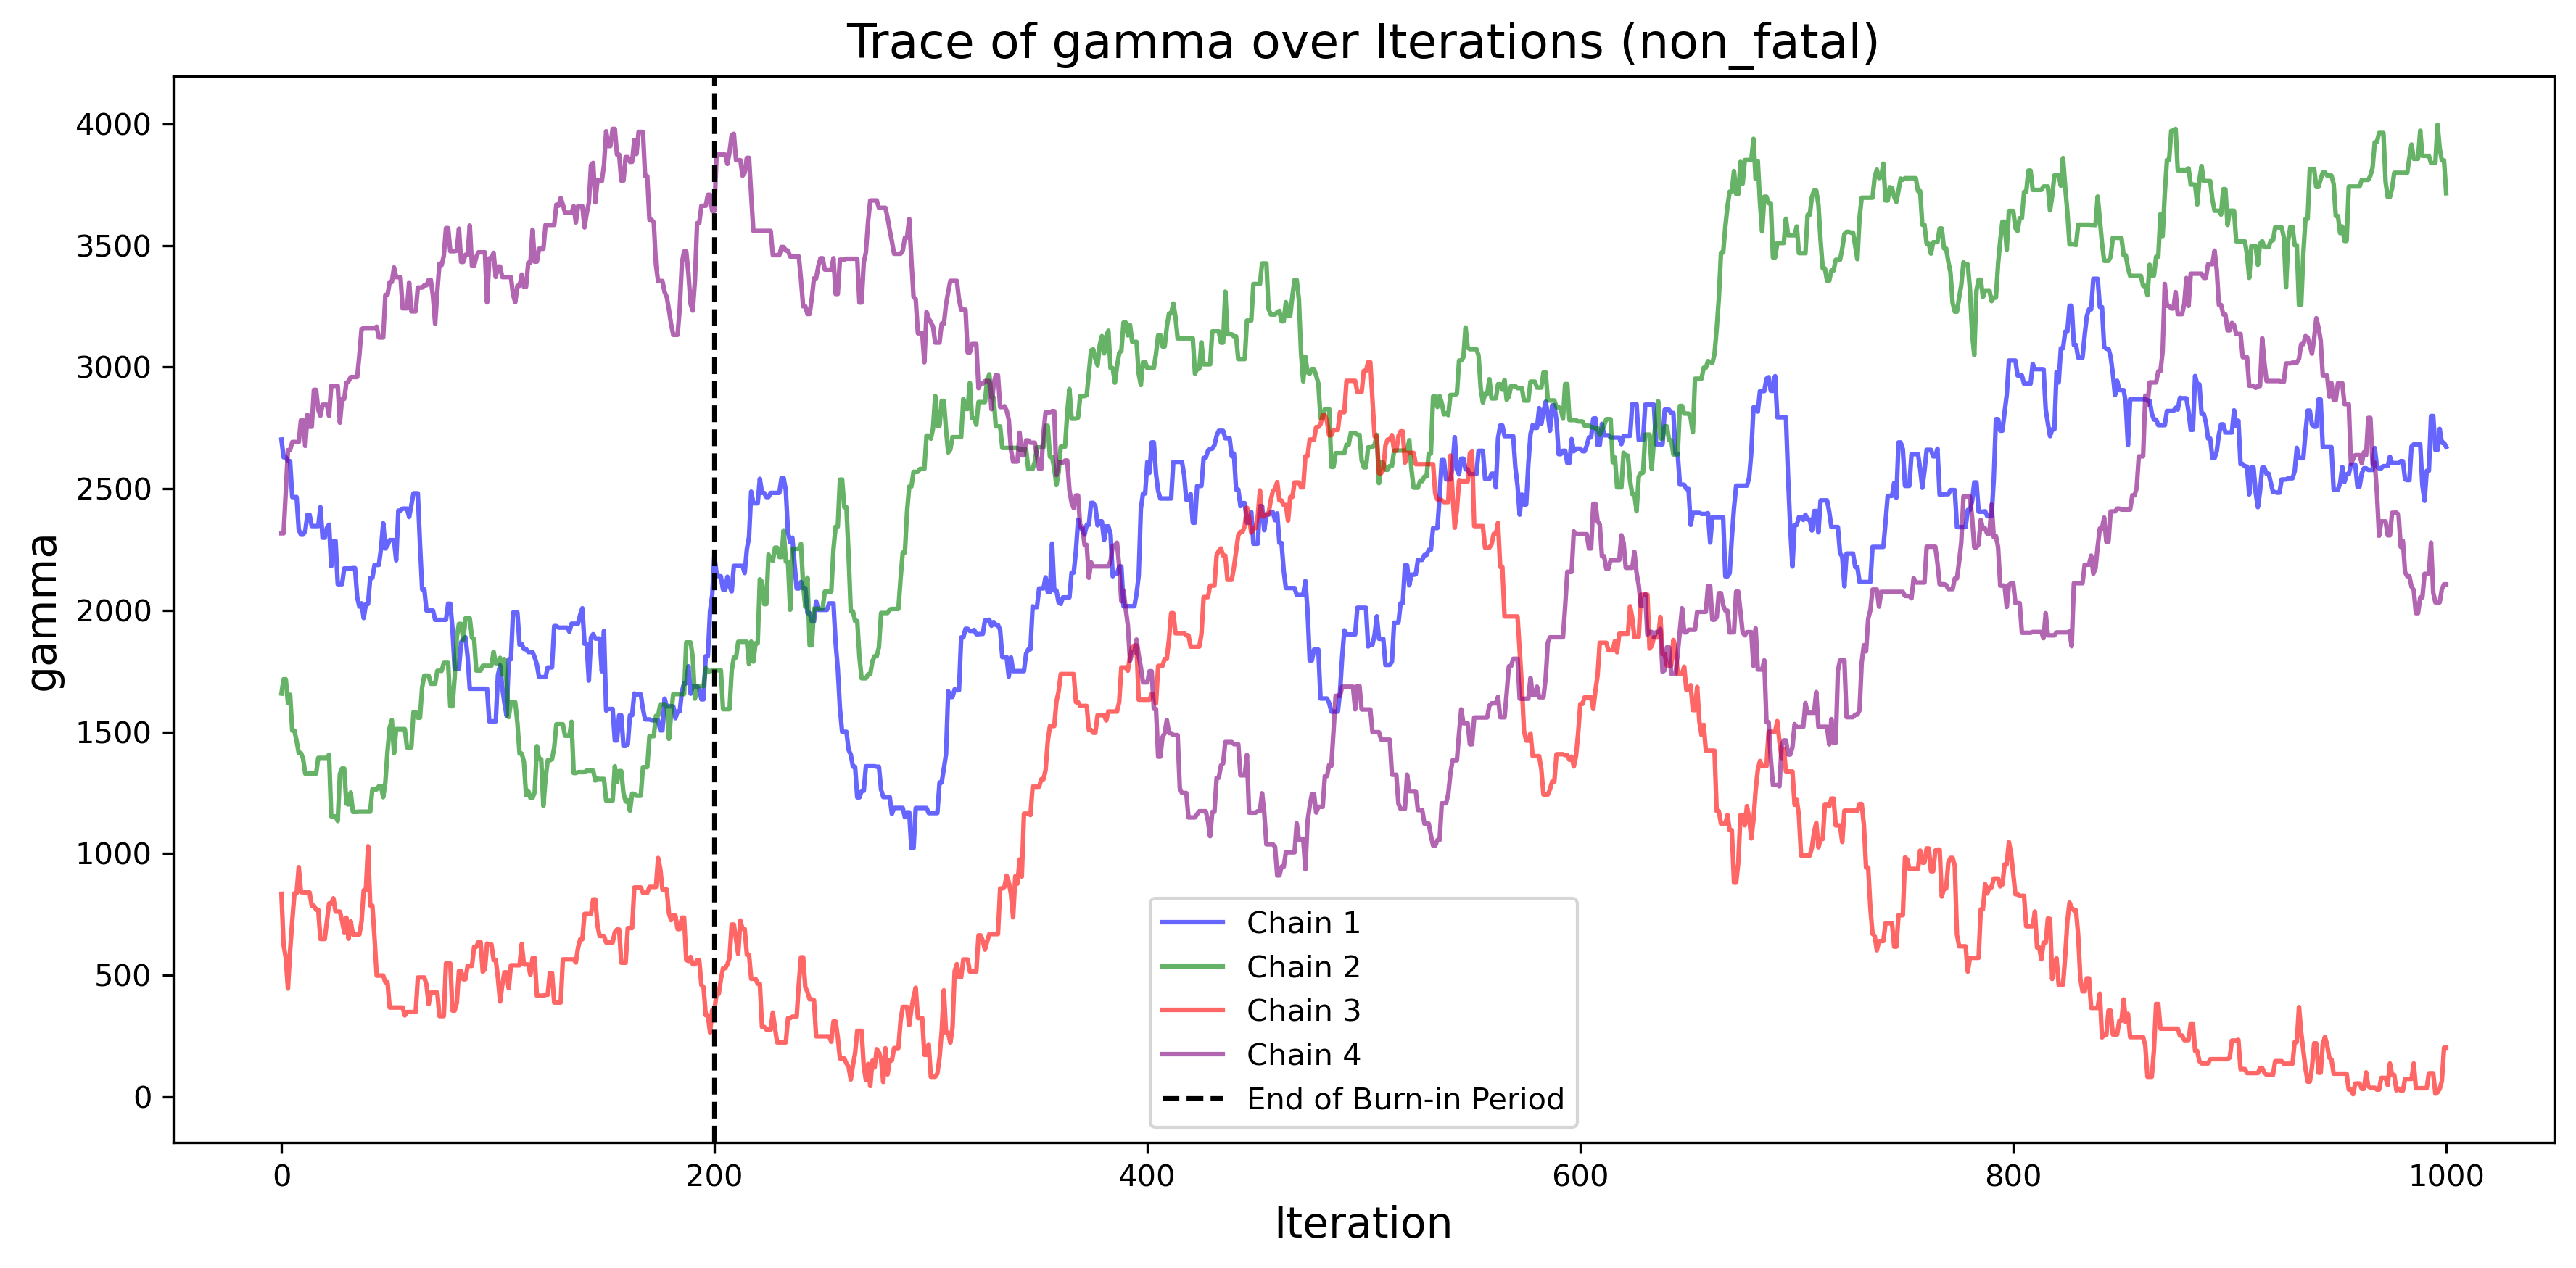 Trace of gamma over Iterations (non_fatal)
gamma
4000
3500
3000
2500
2000
1500
1000
500
0
Chain 1
Chain 2
Chain 3
Chain 4
End of Burn-in Period
0 200 400 600 800 1000
Iteration